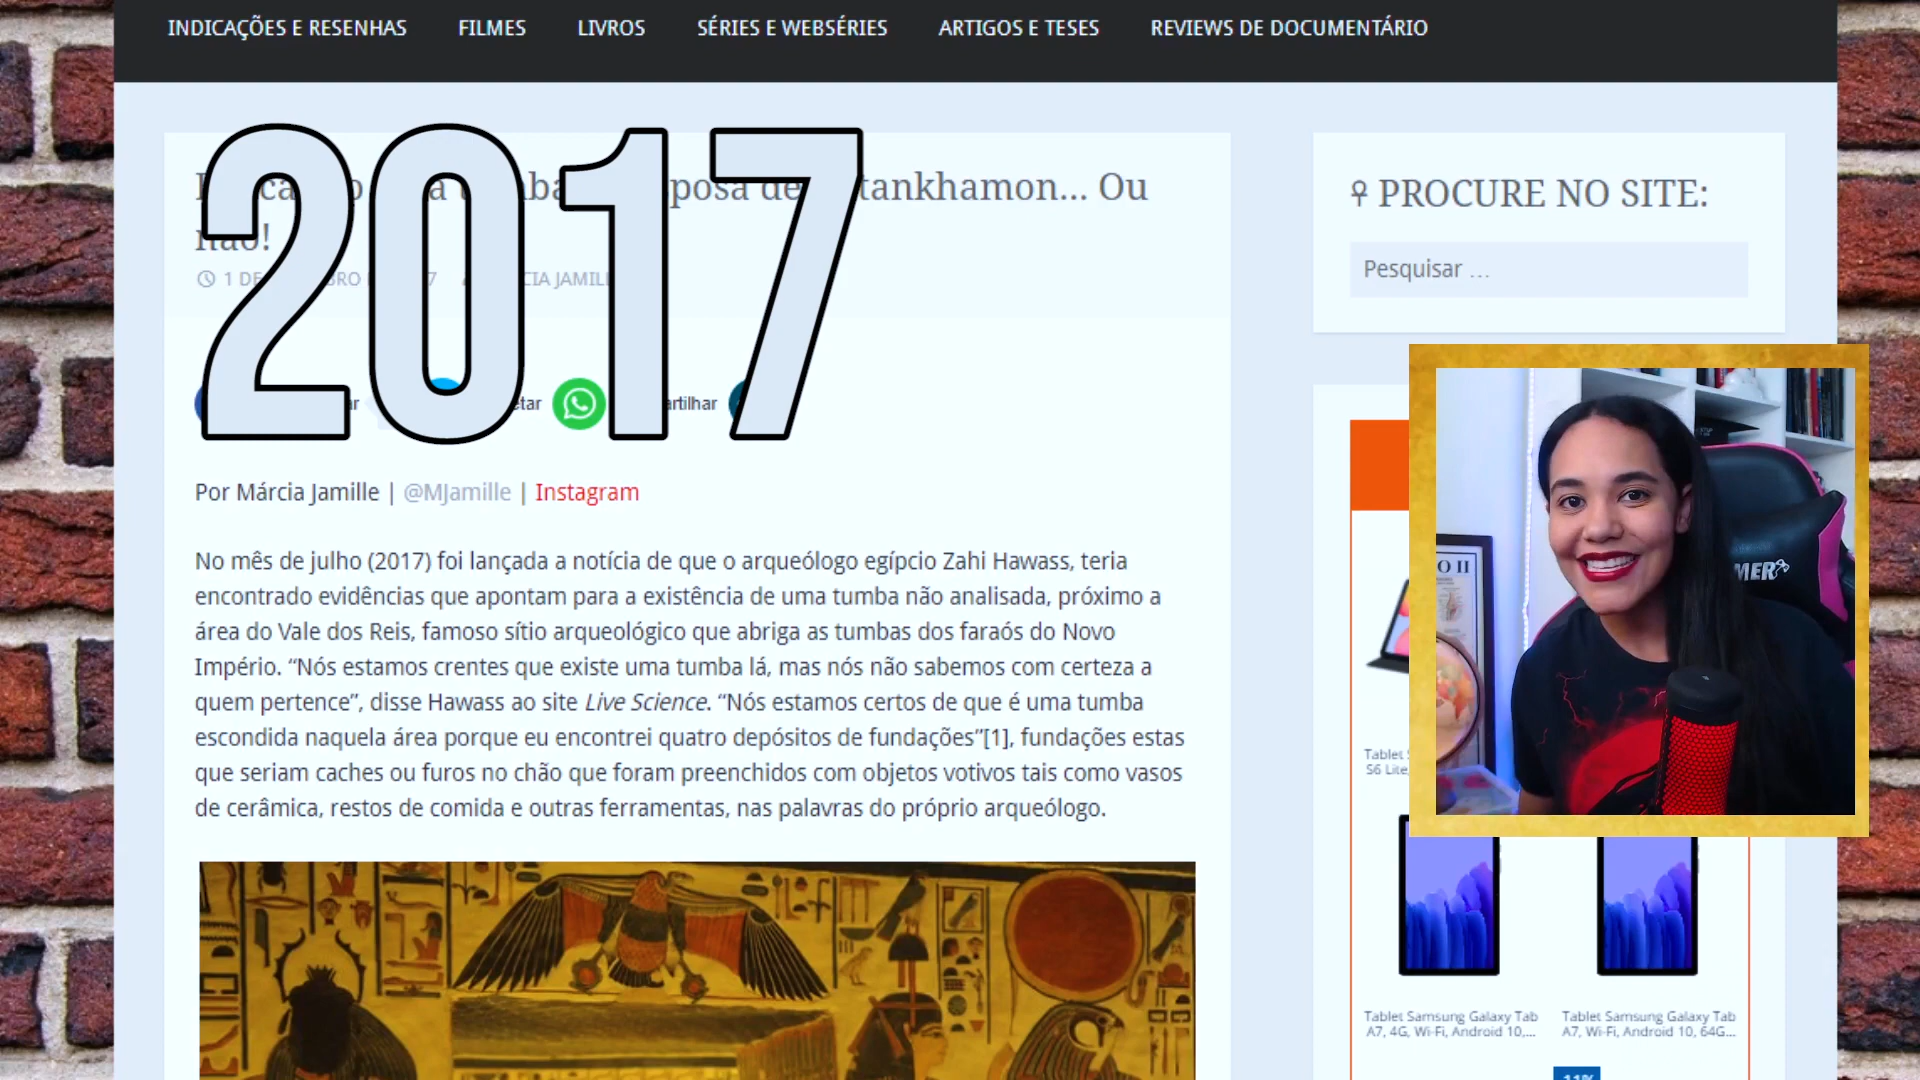 INDICAÇÕES E RESENHAS FILMES LIVROS SÉRIES E WEBSÉRIES ARTIGOS E TESES REVIEWS DE DOCUMENTÁRIO
2017
tankhamon... Ou
não!
♀ PROCURE NO SITE:
Pesquisar ...
Por Márcia Jamille | @MJamille | Instagram
No mês de julho (2017) foi lançada a notícia de que o arqueólogo egípcio Zahi Hawass, teria
encontrado evidências que apontam para a existência de uma tumba não analisada, próximo a
área do Vale dos Reis, famoso sítio arqueológico que abriga as tumbas dos faraós do Novo
Império. “Nós estamos crentes que existe uma tumba lá, mas nós não sabemos com certeza a
quem pertence”, disse Hawass ao site Live Science. “Nós estamos certos de que é uma tumba
escondida naquela área porque eu encontrei quatro depósitos de fundações”[1], fundações estas
que seriam caches ou furos no chão que foram preenchidos com objetos votivos tais como vasos
de cerâmica, restos de comida e outras ferramentas, nas palavras do próprio arqueólogo.
O II
MER
Tablet
S6 Lite,
Tablet Samsung Galaxy Tab
A7, 4G, Wi-Fi, Android 10,...
Tablet Samsung Galaxy Tab
A7, Wi-Fi, Android 10, 64G...
11%